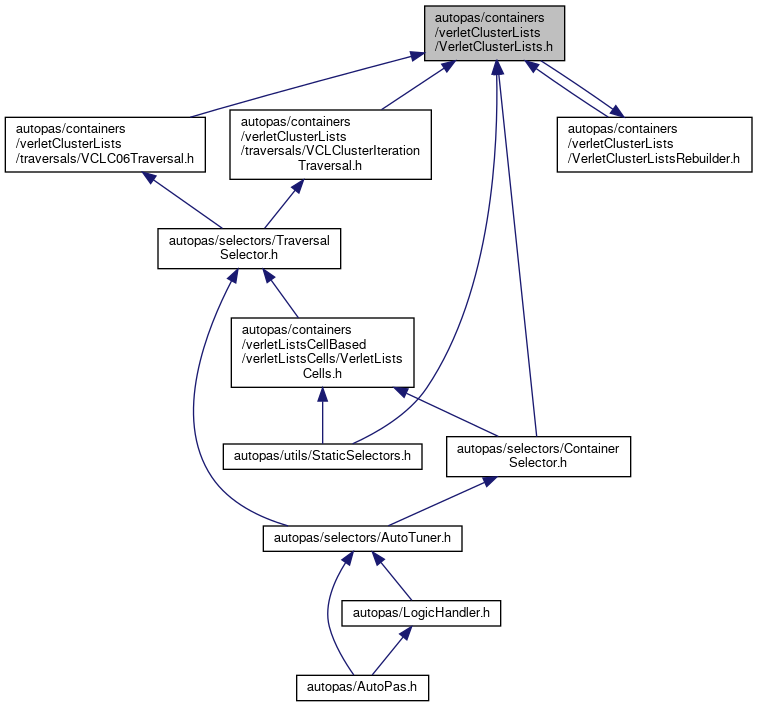 autopas/containers
/verletClusterLists
/VerletClusterLists.h
autopas/containers
/verletClusterLists
/traversals/VCLC06Traversal.h
autopas/containers
/verletClusterLists
/traversals/VCLClusterIteration
Traversal.h
autopas/containers
/verletClusterLists
/VerletClusterListsRebuilder.h
autopas/selectors/Traversal
Selector.h
autopas/containers
/verletListsCellBased
/verletListsCells/VerletLists
Cells.h
autopas/utils/StaticSelectors.h
autopas/selectors/Container
Selector.h
autopas/selectors/AutoTuner.h
autopas/LogicHandler.h
autopas/AutoPas.h